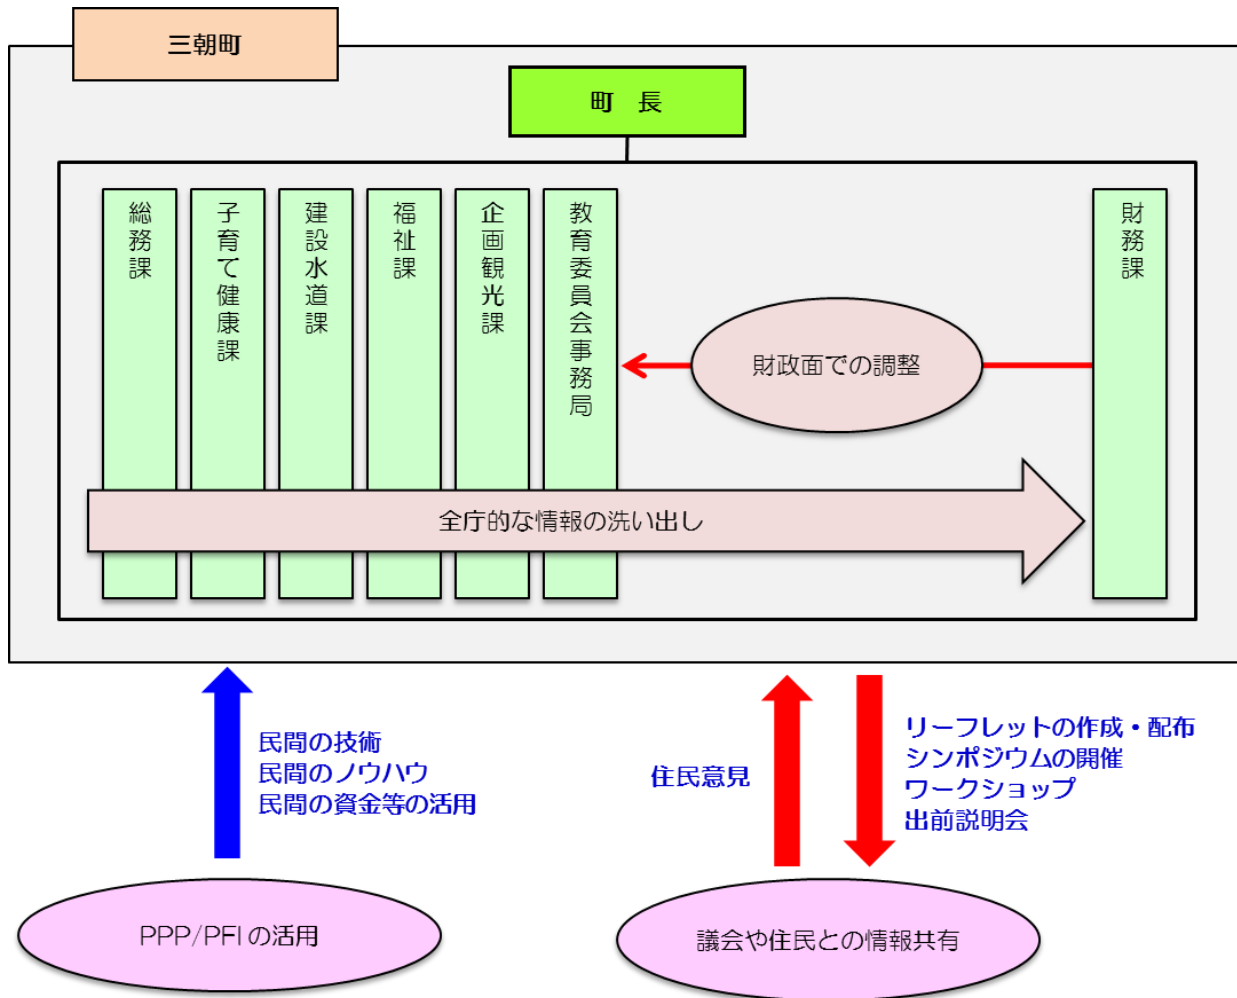 三朝町
町　長
総務課
子育て健康課
建設水道課
福祉課
企画観光課
教育委員会事務局
財務課
財政面での調整
全庁的な情報の洗い出し
民間の技術
民間のノウハウ
民間の資金等の活用
住民意見
リーフレットの作成・配布
シンポジウムの開催
ワークショップ
出前説明会
PPP/PFIの活用
議会や住民との情報共有